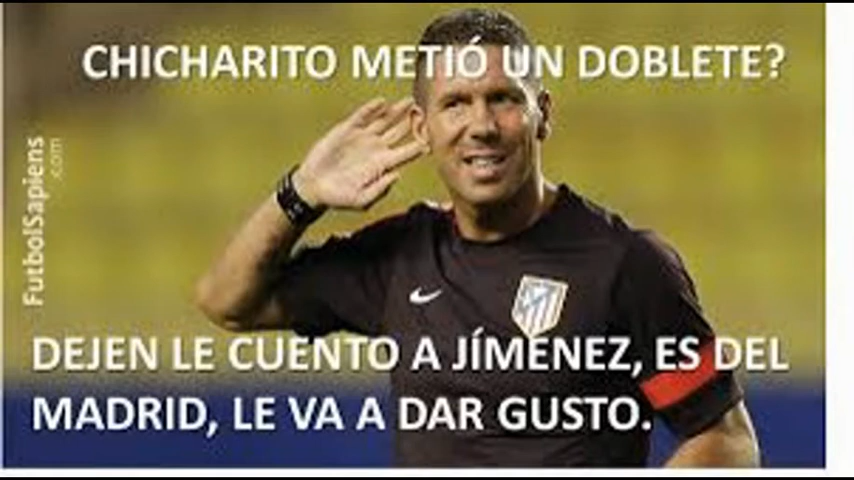 CHICHARITO METIÓ UN DOBLETE?
FutbolSapiens
.com
DEJEN LE CUENTO A JÍMENEZ, ES DEL
MADRID, LE VA A DAR GUSTO.